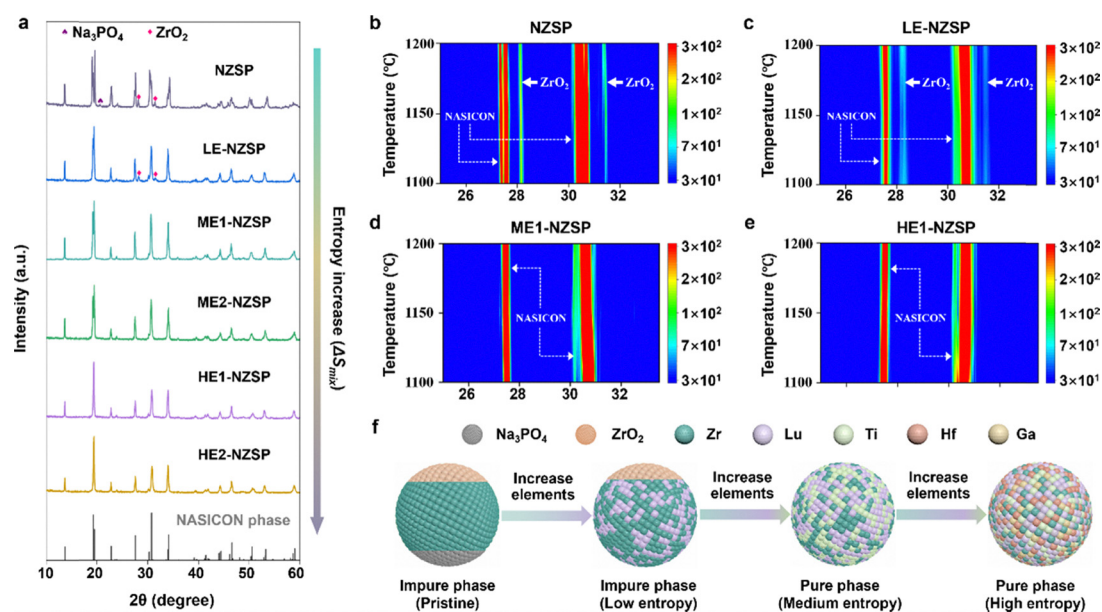 a
Na₃PO₄ ZrO₂
NZSP
LE-NZSP
ME1-NZSP
ME2-NZSP
HE1-NZSP
HE2-NZSP
NASICON phase
Intensity (a.u.)
10 20 30 40 50 60
2θ (degree)
Entropy increase (ΔSₘᵢₓ)
b NZSP
1200
1150
1100
Temperature (℃)
ZrO₂ ZrO₂
NASICON
26 28 30 32
3×10²
2×10²
1×10²
7×10¹
3×10¹
c LE-NZSP
1200
1150
1100
Temperature (℃)
ZrO₂ ZrO₂
NASICON
26 28 30 32
3×10²
2×10²
1×10²
7×10¹
3×10¹
d ME1-NZSP
1200
1150
1100
Temperature (℃)
NASICON
26 28 30 32
3×10²
2×10²
1×10²
7×10¹
3×10¹
e HE1-NZSP
1200
1150
1100
Temperature (℃)
NASICON
3×10²
2×10²
1×10²
7×10¹
3×10¹
f
Na₃PO₄ ZrO₂ Zr Lu Ti Hf Ga
Increase
elements
Increase
elements
Increase
elements
Impure phase
(Pristine)
Impure phase
(Low entropy)
Pure phase
(Medium entropy)
Pure phase
(High entropy)